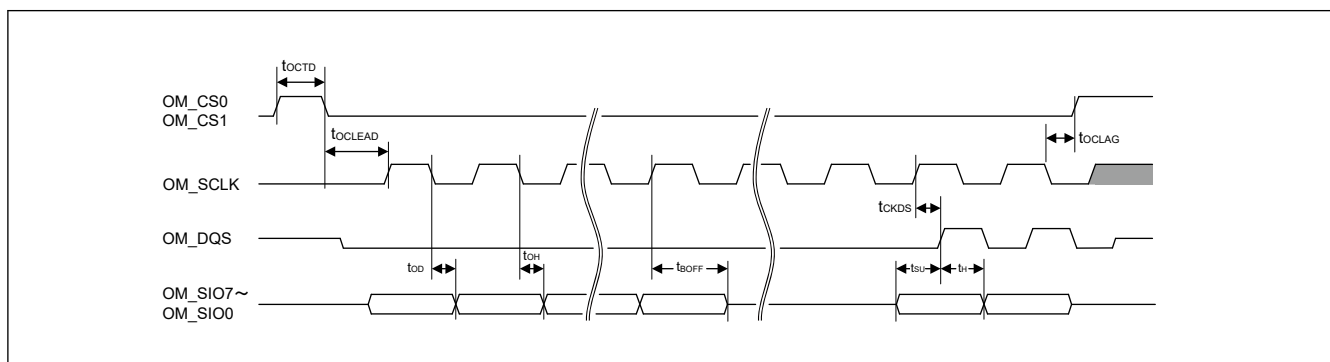 tOCTD
OM_CS0
OM_CS1
tOCLEAD
tOCLAG
OM_SCLK
tCKDS
OM_DQS
tOD
tOH
tBOFF
tSU
tH
OM_SIO7～
OM_SIO0